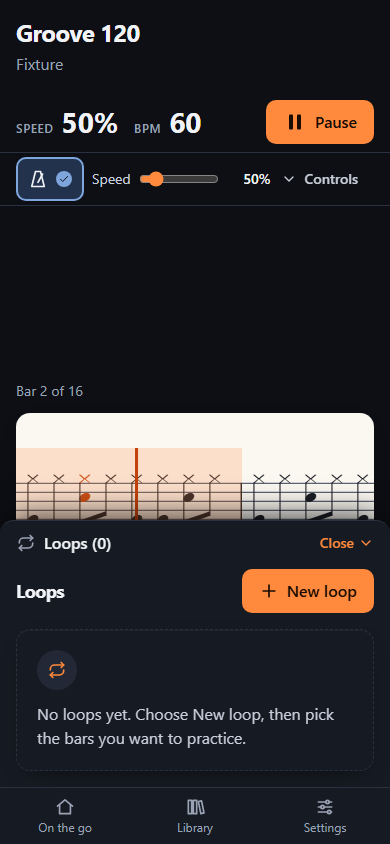 Groove 120
Fixture
SPEED 50% BPM 60 Pause
Speed 50% Controls
Bar 2 of 16
Loops (0) Close
Loops New loop
No loops yet. Choose New loop, then pick
the bars you want to practice.
On the go Library Settings